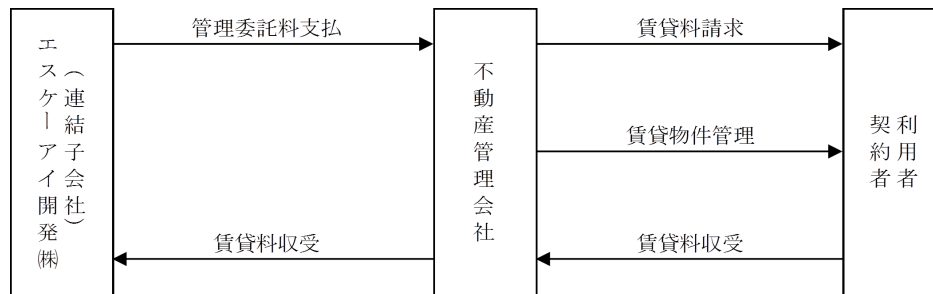 エスケーアイ開発㈱
（連結子会社）
管理委託料支払
賃貸料収受
不動産管理会社
賃貸料請求
賃貸物件管理
賃貸料収受
利用者
契約者